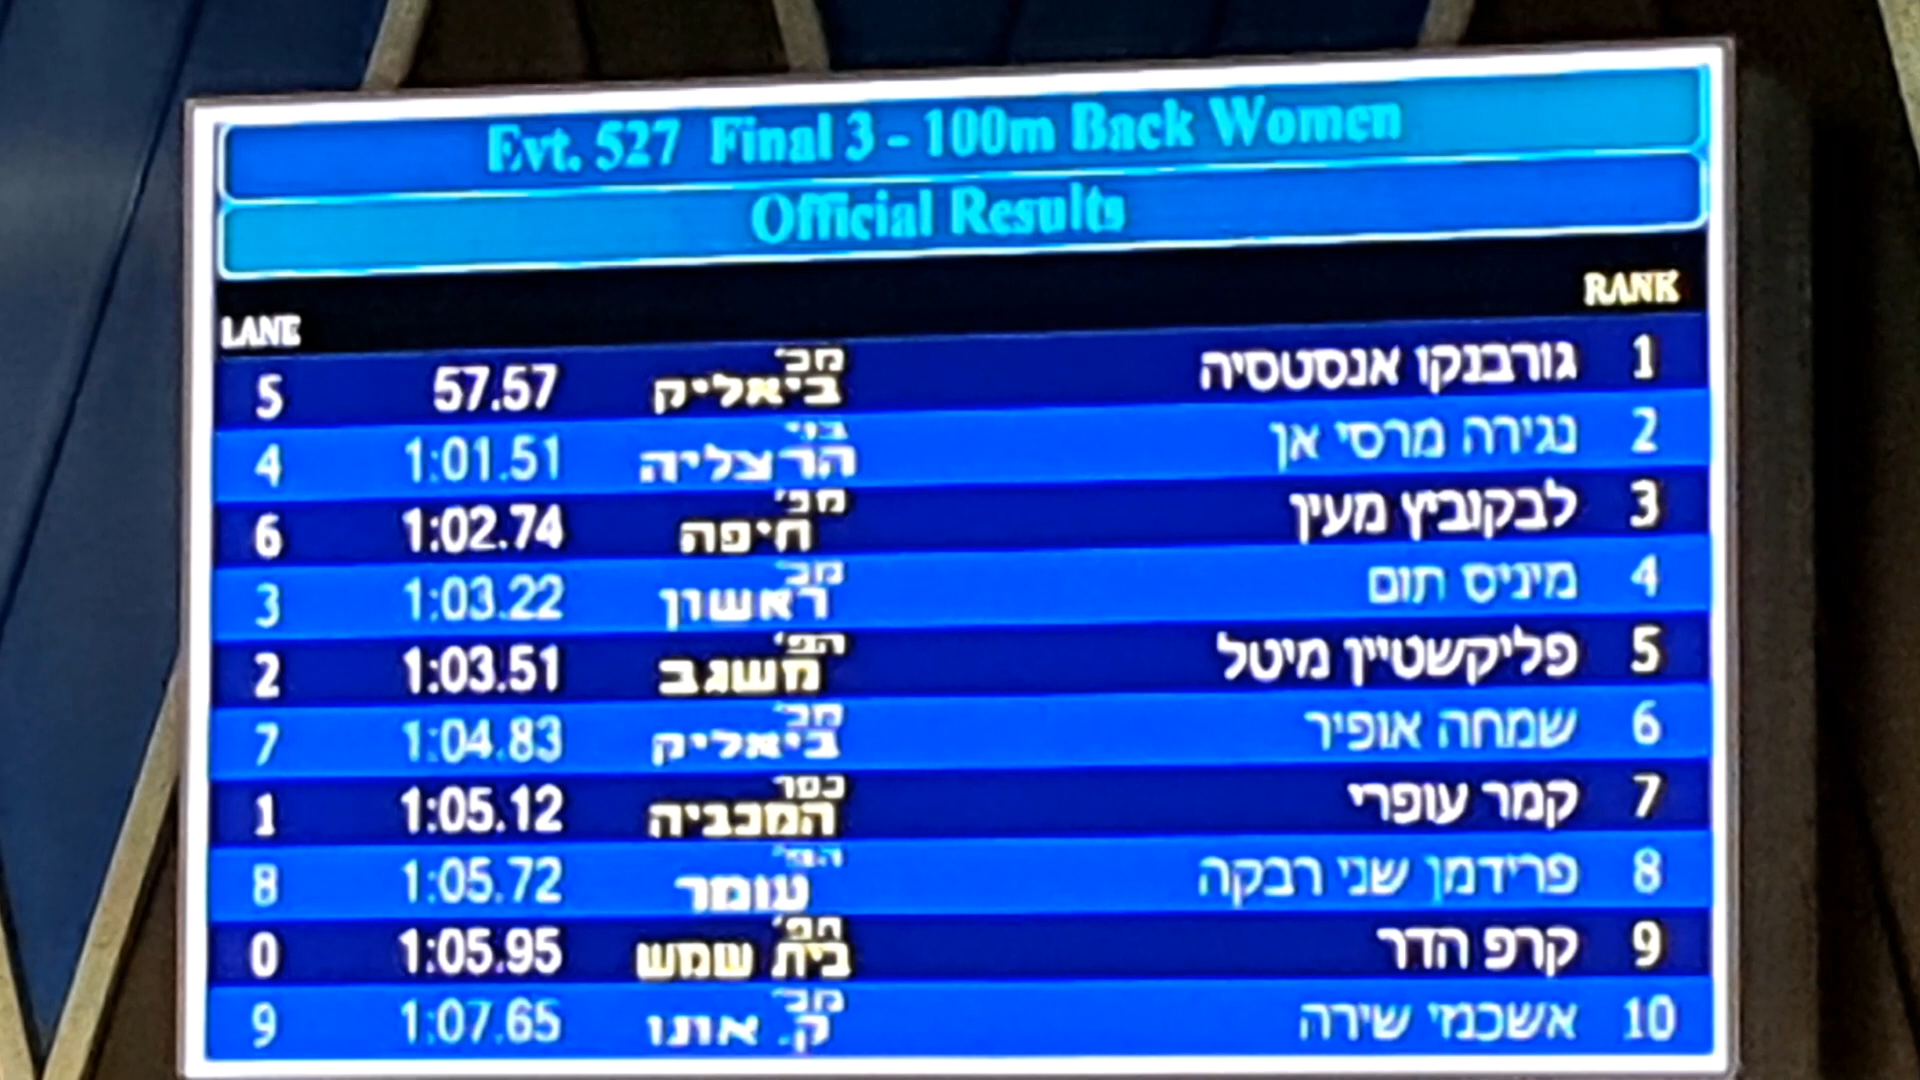 Evt. 527 Final 3 - 100m Back Women
Official Results
LANE RANK
1 גורבנקו אנסטסיה מכ' ביאליק 57.57 5
2 נגירה מרסי אן בני הרצליה 1:01.51 4
3 לבקוביץ מעין מכ' חיפה 1:02.74 6
4 מיניס תום מכ' ראשון 1:03.22 3
5 פליקשטיין מיטל הפ' משגב 1:03.51 2
6 שמחה אופיר מכ' ביאליק 1:04.83 7
7 קמר עופרי כפר המכביה 1:05.12 1
8 פרידמן שני רבקה הפ' עומר 1:05.72 8
9 קרפ הדר הפ' בית שמש 1:05.95 0
10 אשכנזי שירה מכ' ק. אונו 1:07.65 9